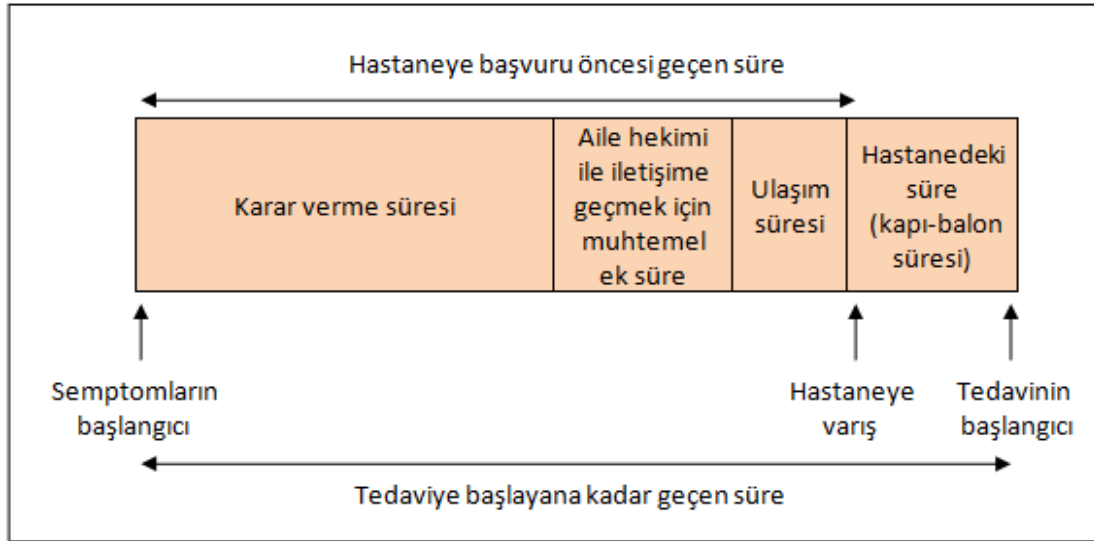 Hastaneye başvuru öncesi geçen süre
Karar verme süresi
Aile hekimi
ile iletişime
geçmek için
muhtemel
ek süre
Ulaşım
süresi
Hastanedeki
süre
(kapı-balon
süresi)
Semptomların
başlangıcı
Hastaneye
varış
Tedavinin
başlangıcı
Tedaviye başlayana kadar geçen süre